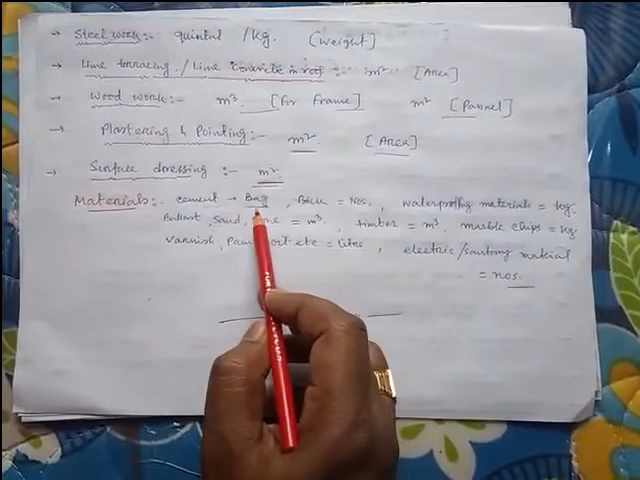 → Steel work:- quintal /kg. [Weight]
→ Lime terracing / Lime concrete in roof :- m² [Area]
→ Wood work:- m³ [For Frame] m² [Pannel]
→ Plastering & Pointing:- m² [Area]
→ Surface dressing :- m²
Materials:- cement → Bag, Brick = Nos., waterproofing materials = kg.
Ballast, Sand, = m³, timber = m³, marble chips = kg
Varnish, etc = litre, electric/sanitary material
= nos.